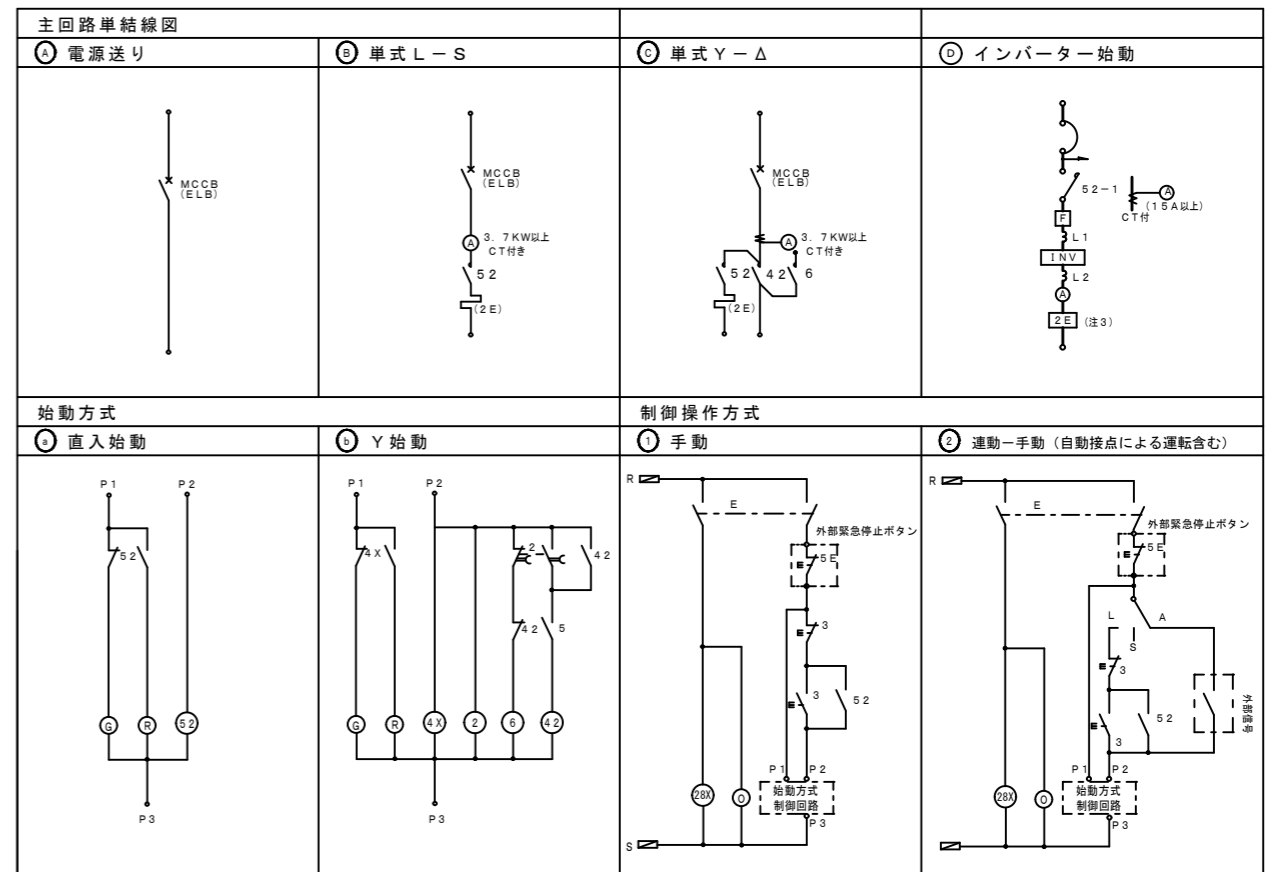 主回路単結線図
Ⓐ 電源送り
Ⓑ 単式L－S
Ⓒ 単式Y－Δ
Ⓓ インバーター始動
MCCB
(ELB)
MCCB
(ELB)
A
3．7KW以上
CT付き
52
(2E)
MCCB
(ELB)
A
3．7KW以上
CT付き
52
42
6
(2E)
52－1
A
(15A以上)
CT付
F
L1
INV
L2
A
2E
(注3)
始動方式
制御操作方式
ⓐ 直入始動
ⓑ Y始動
① 手動
② 連動－手動（自動接点による運転含む）
P1
P2
52
G
R
52
P3
P1
P2
4X
2
42
42
5
G
R
4X
2
6
42
P3
R
E
外部緊急停止ボタン
5E
3
3
52
P1
P2
28X
O
始動方式
制御回路
P3
S
R
E
外部緊急停止ボタン
5E
L
A
S
3
52
3
外部信号
P1
P2
28X
O
始動方式
制御回路
P3